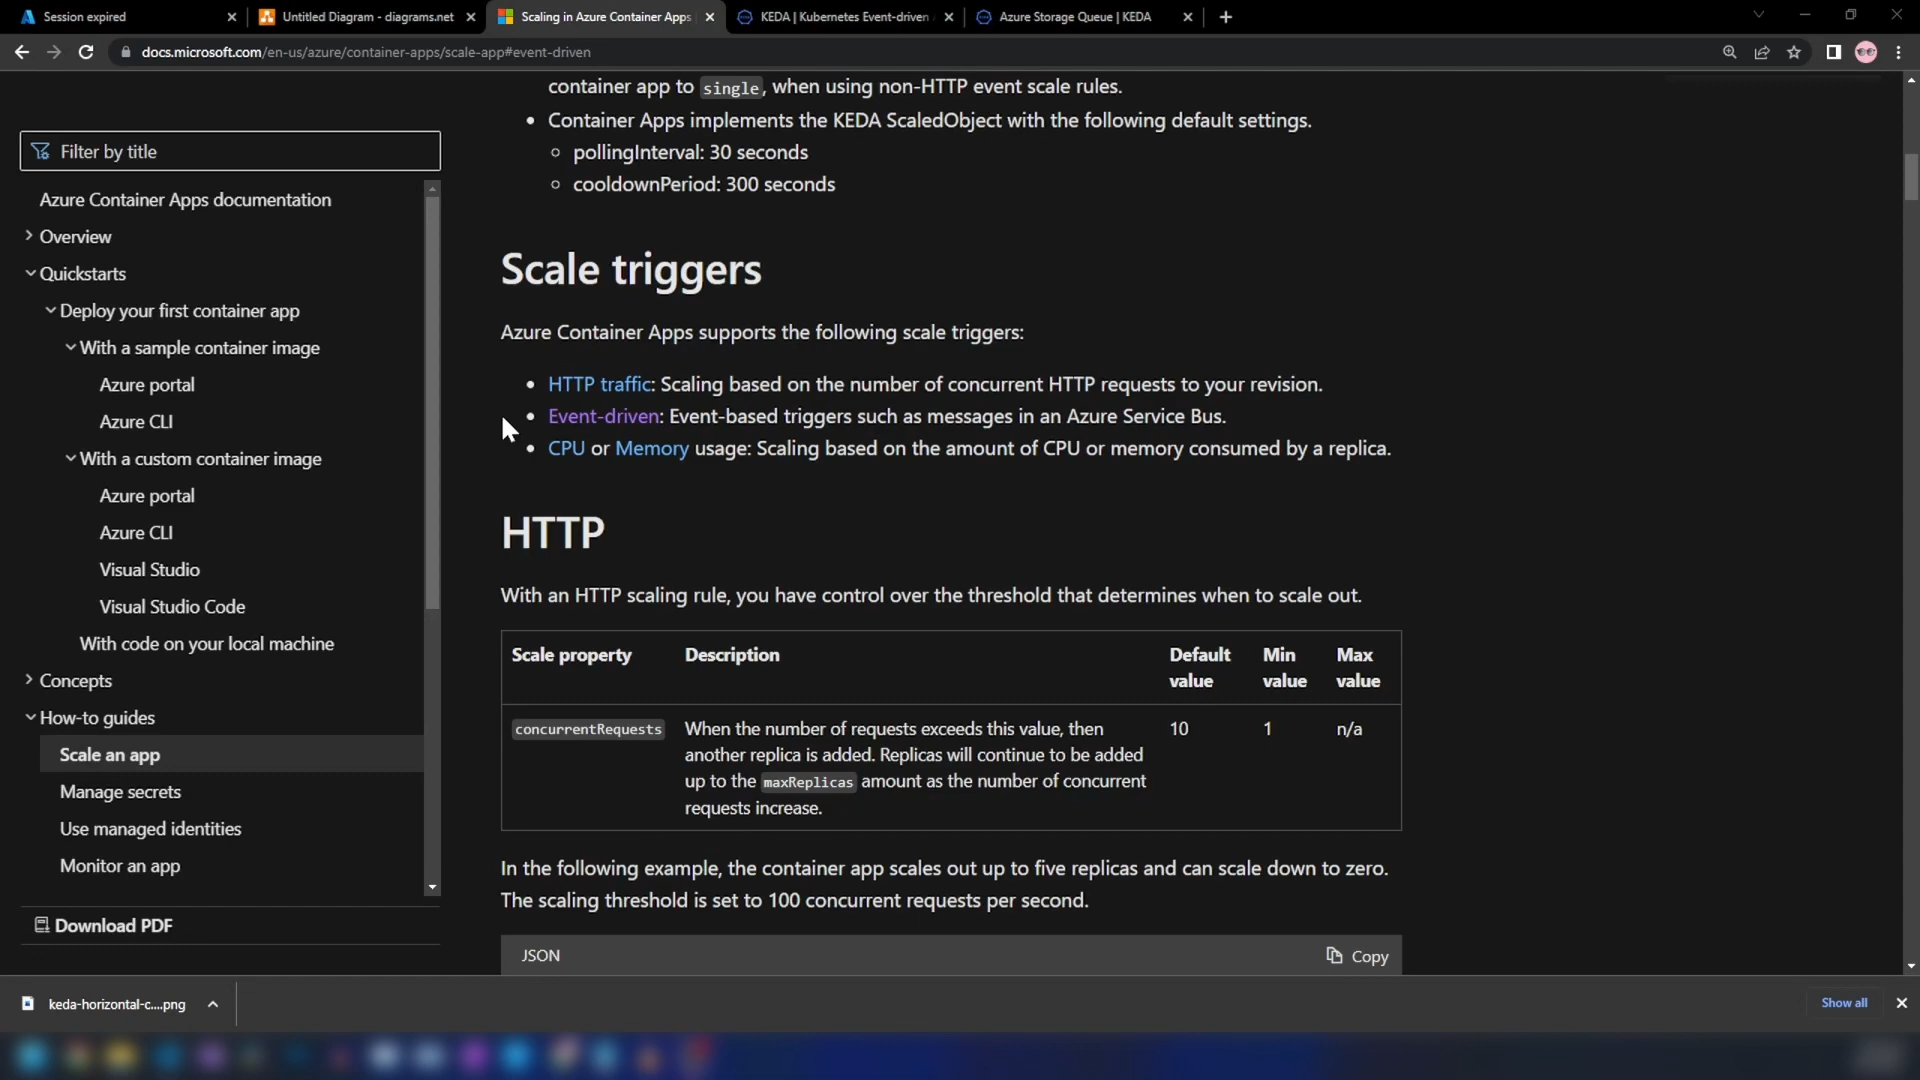 Session expired
Untitled Diagram - diagrams.net
Scaling in Azure Container Apps
KEDA | Kubernetes Event-driven
Azure Storage Queue | KEDA
docs.microsoft.com/en-us/azure/container-apps/scale-app#event-driven
Filter by title
Azure Container Apps documentation
Overview
Quickstarts
Deploy your first container app
With a sample container image
Azure portal
Azure CLI
With a custom container image
Azure portal
Azure CLI
Visual Studio
Visual Studio Code
With code on your local machine
Concepts
How-to guides
Scale an app
Manage secrets
Use managed identities
Monitor an app
Download PDF
container app to single, when using non-HTTP event scale rules.
• Container Apps implements the KEDA ScaledObject with the following default settings.
○ pollingInterval: 30 seconds
○ cooldownPeriod: 300 seconds
Scale triggers
Azure Container Apps supports the following scale triggers:
• HTTP traffic: Scaling based on the number of concurrent HTTP requests to your revision.
• Event-driven: Event-based triggers such as messages in an Azure Service Bus.
• CPU or Memory usage: Scaling based on the amount of CPU or memory consumed by a replica.
HTTP
With an HTTP scaling rule, you have control over the threshold that determines when to scale out.
Scale property Description Default Min Max
value value value
concurrentRequests When the number of requests exceeds this value, then 10 1 n/a
another replica is added. Replicas will continue to be added
up to the maxReplicas amount as the number of concurrent
requests increase.
In the following example, the container app scales out up to five replicas and can scale down to zero.
The scaling threshold is set to 100 concurrent requests per second.
JSON Copy
keda-horizontal-c....png
Show all